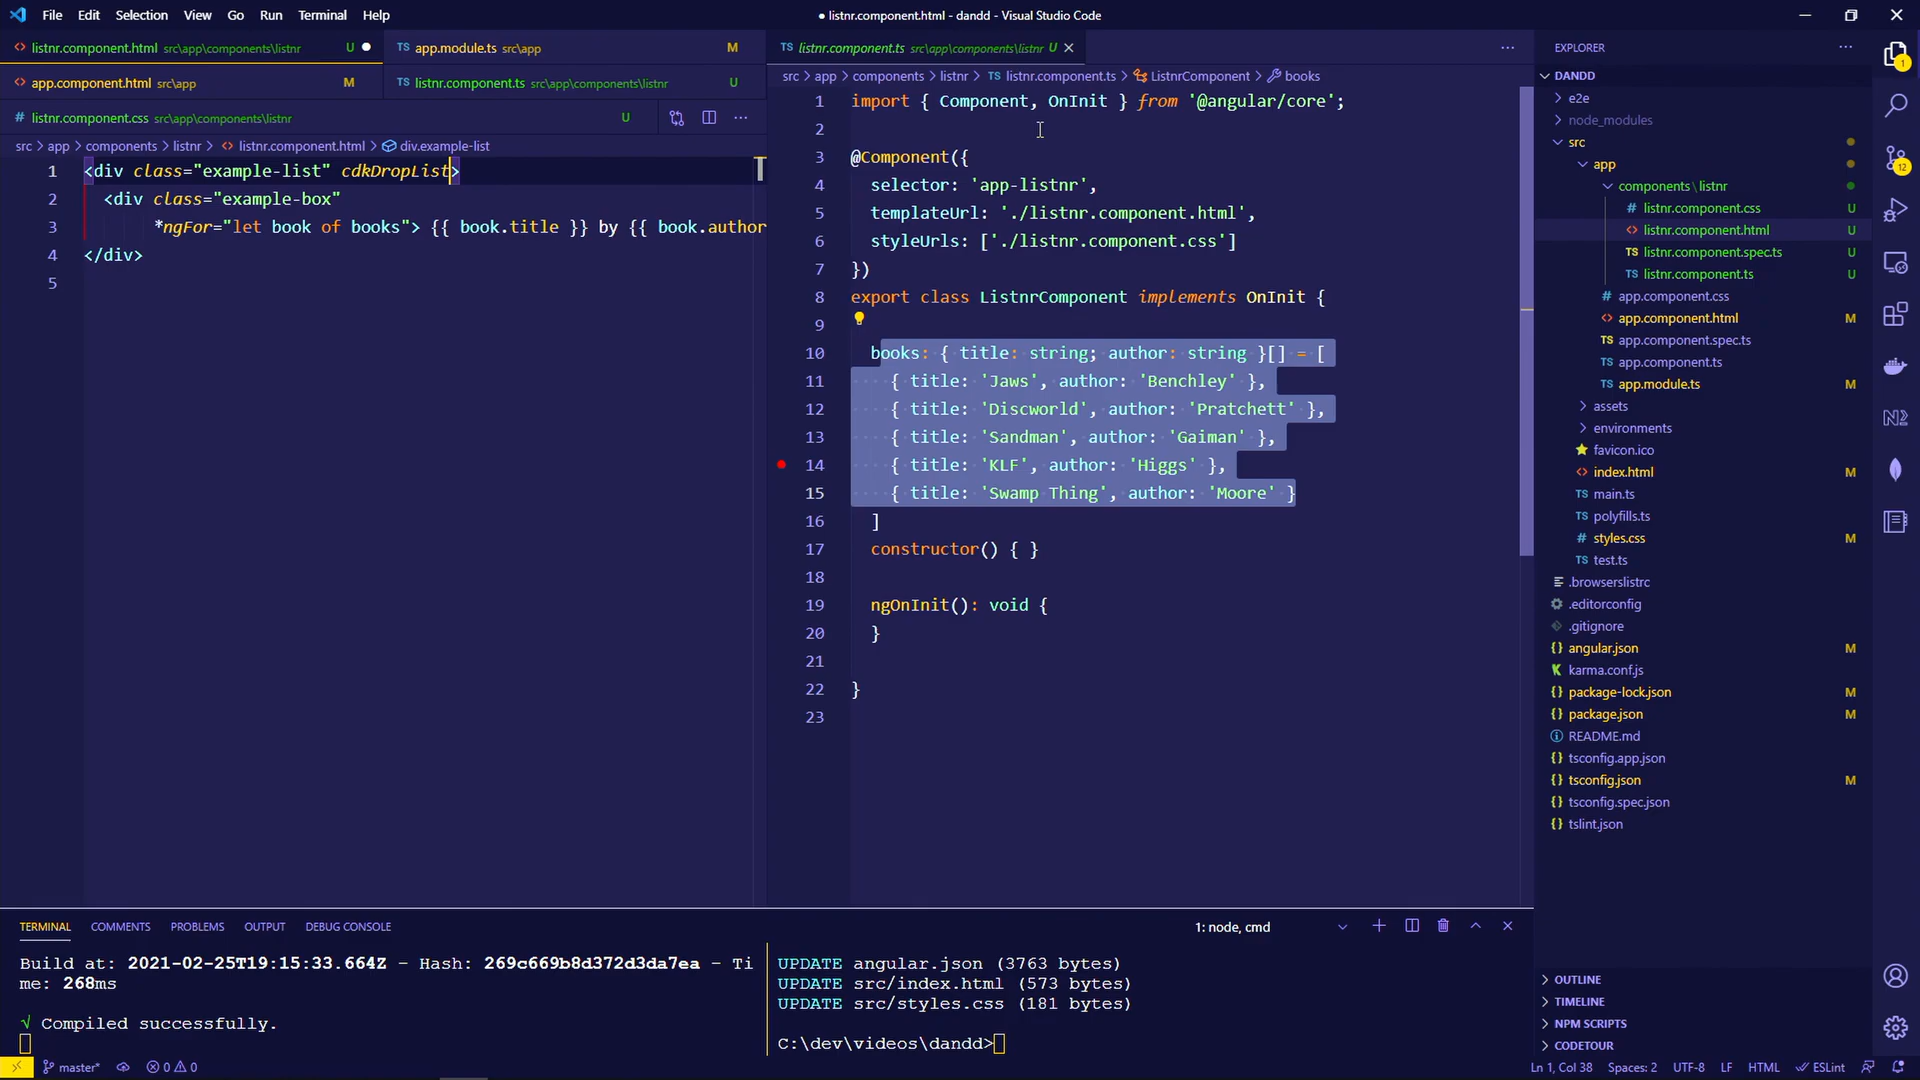 File Edit Selection View Go Run Terminal Help
● listnr.component.html - dandd - Visual Studio Code
listnr.component.html src\app\components\listnr U
app.module.ts src\app M
app.component.html src\app M
listnr.component.ts src\app\components\listnr U
listnr.component.css src\app\components\listnr U
src > app > components > listnr > listnr.component.html > div.example-list
1 <div class="example-list" cdkDropList>
2 <div class="example-box"
3 *ngFor="let book of books"> {{ book.title }} by {{ book.author
4 </div>
5
TS listnr.component.ts src\app\components\listnr U
src > app > components > listnr > TS listnr.component.ts > ListnrComponent > books
1 import { Component, OnInit } from '@angular/core';
2
3 @Component({
4 selector: 'app-listnr',
5 templateUrl: './listnr.component.html',
6 styleUrls: ['./listnr.component.css']
7 })
8 export class ListnrComponent implements OnInit {
9
10 books: { title: string; author: string }[] = [
11 { title: 'Jaws', author: 'Benchley' },
12 { title: 'Discworld', author: 'Pratchett' },
13 { title: 'Sandman', author: 'Gaiman' },
14 { title: 'KLF', author: 'Higgs' },
15 { title: 'Swamp Thing', author: 'Moore' }
16 ]
17 constructor() { }
18
19 ngOnInit(): void {
20 }
21
22 }
23
EXPLORER
DANDD
e2e
node_modules
src
app
components\listnr
# listnr.component.css U
<> listnr.component.html U
TS listnr.component.spec.ts U
TS listnr.component.ts U
# app.component.css
<> app.component.html M
TS app.component.spec.ts
TS app.component.ts
TS app.module.ts M
assets
environments
favicon.ico
<> index.html M
TS main.ts
TS polyfills.ts
# styles.css M
TS test.ts
.browserslistrc
.editorconfig
.gitignore
{} angular.json M
karma.conf.js
{} package-lock.json M
{} package.json M
README.md
{} tsconfig.app.json
{} tsconfig.json M
{} tsconfig.spec.json
{} tslint.json
OUTLINE
TIMELINE
NPM SCRIPTS
CODETOUR
1
12
TERMINAL COMMENTS PROBLEMS OUTPUT DEBUG CONSOLE
1: node, cmd
Build at: 2021-02-25T19:15:33.664Z - Hash: 269c669b8d372d3da7ea - Ti
me: 268ms
√ Compiled successfully.
UPDATE angular.json (3763 bytes)
UPDATE src/index.html (573 bytes)
UPDATE src/styles.css (181 bytes)
C:\dev\videos\dandd>
master* 0 0
Ln 1, Col 38 Spaces: 2 UTF-8 LF HTML ESLint